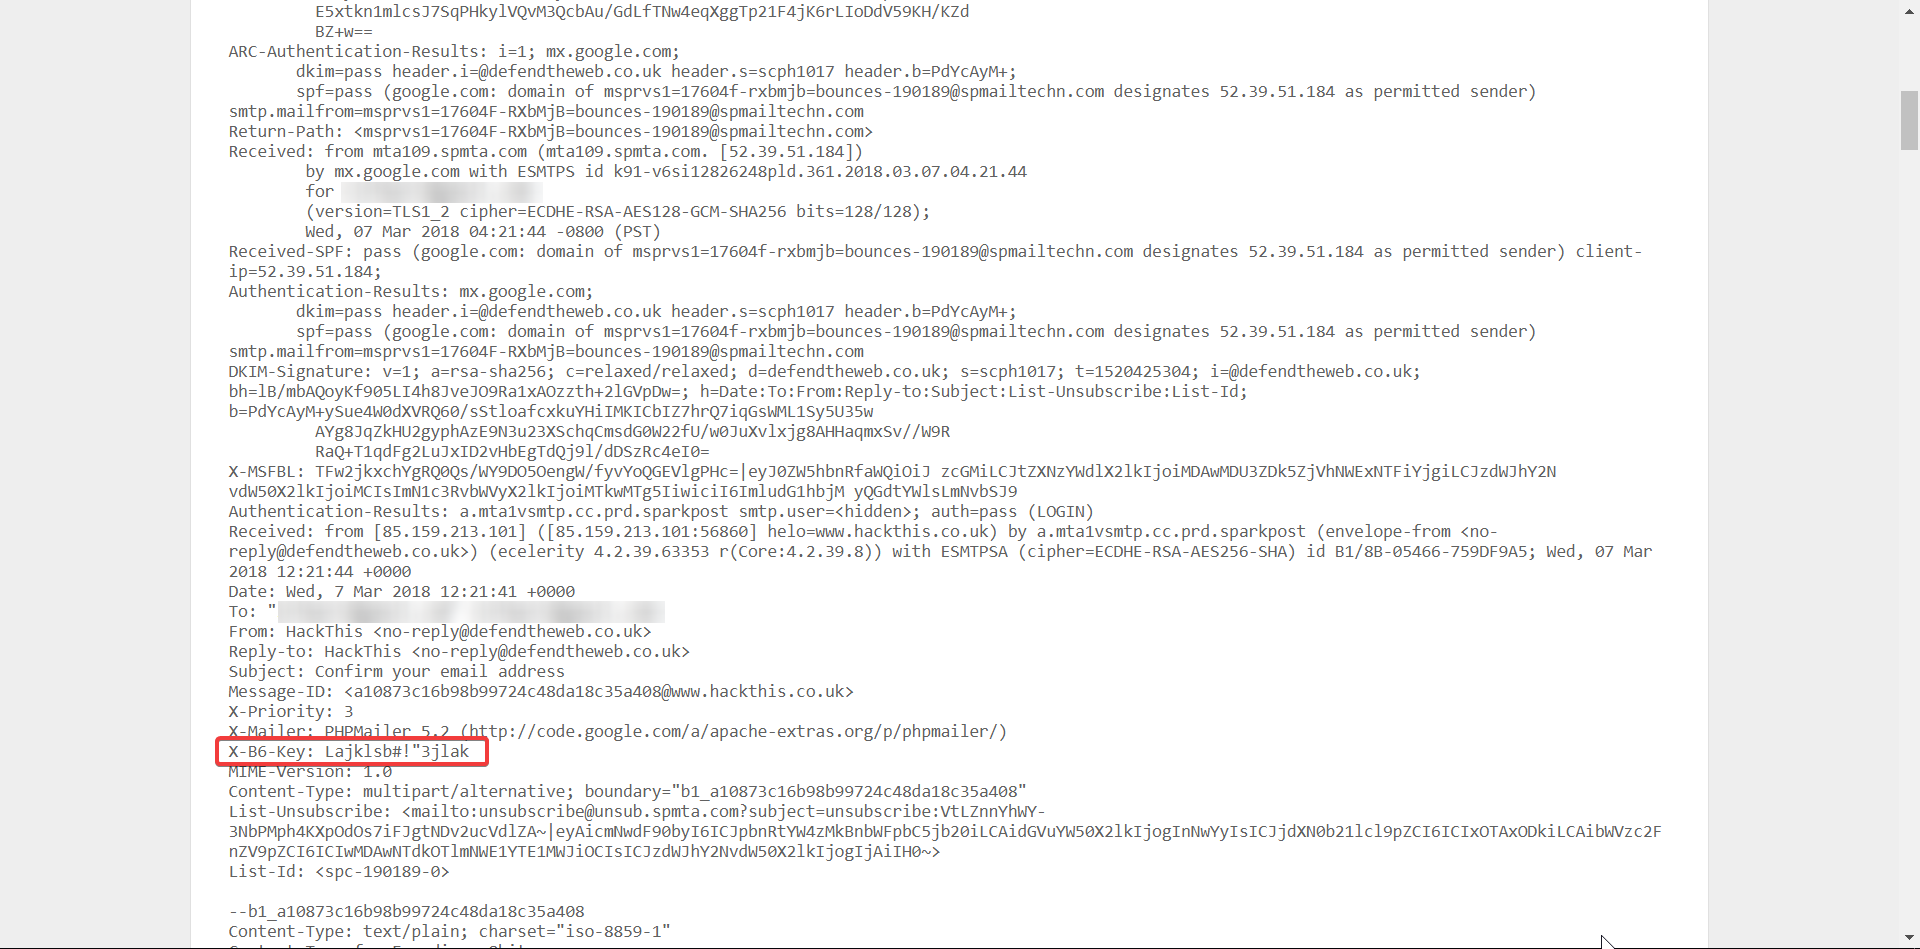 E5xtkn1mlcsJ7SqPHkylVQvM3QcbAu/GdLfTNw4eqXggTp21F4jK6rLIoDdV59KH/KZd
BZ+w==
ARC-Authentication-Results: i=1; mx.google.com;
dkim=pass header.i=@defendtheweb.co.uk header.s=scph1017 header.b=PdYcAyM+;
spf=pass (google.com: domain of msprvs1=17604f-rxbmjb=bounces-190189@spmailtechn.com designates 52.39.51.184 as permitted sender)
smtp.mailfrom=msprvs1=17604F-RXbMjB=bounces-190189@spmailtechn.com
Return-Path: <msprvs1=17604F-RXbMjB=bounces-190189@spmailtechn.com>
Received: from mta109.spmta.com (mta109.spmta.com. [52.39.51.184])
by mx.google.com with ESMTPS id k91-v6si12826248pld.361.2018.03.07.04.21.44
for
(version=TLS1_2 cipher=ECDHE-RSA-AES128-GCM-SHA256 bits=128/128);
Wed, 07 Mar 2018 04:21:44 -0800 (PST)
Received-SPF: pass (google.com: domain of msprvs1=17604f-rxbmjb=bounces-190189@spmailtechn.com designates 52.39.51.184 as permitted sender) client-
ip=52.39.51.184;
Authentication-Results: mx.google.com;
dkim=pass header.i=@defendtheweb.co.uk header.s=scph1017 header.b=PdYcAyM+;
spf=pass (google.com: domain of msprvs1=17604f-rxbmjb=bounces-190189@spmailtechn.com designates 52.39.51.184 as permitted sender)
smtp.mailfrom=msprvs1=17604F-RXbMjB=bounces-190189@spmailtechn.com
DKIM-Signature: v=1; a=rsa-sha256; c=relaxed/relaxed; d=defendtheweb.co.uk; s=scph1017; t=1520425304; i=@defendtheweb.co.uk;
bh=lB/mbAQoyKf905LI4h8JveJO9Ra1xAOzzth+2lGVpDw=; h=Date:To:From:Reply-to:Subject:List-Unsubscribe:List-Id;
b=PdYcAyM+ySue4W0dXVRQ60/sStloafcxkuYHiIMKICbIZ7hrQ7iqGsWML1Sy5U35w
AYg8JqZkHU2gyphAzE9N3u23XSchqCmsdG0W22fU/w0JuXvlxjg8AHHaqmxSv//W9R
RaQ+T1qdFg2LuJxID2vHbEgTdQj9l/dDSzRc4eI0=
X-MSFBL: TFw2jkxchYgRQ0Qs/WY9DO5OengW/fyvYoQGEVlgPHc=|eyJ0ZW5hbnRfaWQiOiJ zcGMiLCJtZXNzYWdlX2lkIjoiMDAwMDU3ZDk5ZjVhNWExNTFiYjgiLCJzdWJhY2N
vdW50X2lkIjoiMCIsImN1c3RvbWVyX2lkIjoiMTkwMTg5IiwiciI6ImludG1hbjM yQGdtYWlsLmNvbSJ9
Authentication-Results: a.mta1vsmtp.cc.prd.sparkpost smtp.user=<hidden>; auth=pass (LOGIN)
Received: from [85.159.213.101] ([85.159.213.101:56860] helo=www.hackthis.co.uk) by a.mta1vsmtp.cc.prd.sparkpost (envelope-from <no-
reply@defendtheweb.co.uk>) (ecelerity 4.2.39.63353 r(Core:4.2.39.8)) with ESMTPSA (cipher=ECDHE-RSA-AES256-SHA) id B1/8B-05466-759DF9A5; Wed, 07 Mar
2018 12:21:44 +0000
Date: Wed, 7 Mar 2018 12:21:41 +0000
To: "
From: HackThis <no-reply@defendtheweb.co.uk>
Reply-to: HackThis <no-reply@defendtheweb.co.uk>
Subject: Confirm your email address
Message-ID: <a10873c16b98b99724c48da18c35a408@www.hackthis.co.uk>
X-Priority: 3
X-Mailer: PHPMailer 5.2 (http://code.google.com/a/apache-extras.org/p/phpmailer/)
X-B6-Key: Lajklsb#!"3jlak
MIME-Version: 1.0
Content-Type: multipart/alternative; boundary="b1_a10873c16b98b99724c48da18c35a408"
List-Unsubscribe: <mailto:unsubscribe@unsub.spmta.com?subject=unsubscribe:VtLZnnYhWY-
3NbPMph4KXpOdOs7iFJgtNDv2ucVdlZA~|eyAicmNwdF90byI6ICJpbnRtYW4zMkBnbWFpbC5jb20iLCAidGVuYW50X2lkIjogInNwYyIsICJjdXN0b21lcl9pZCI6ICIxOTAxODkiLCAibWVzc2F
nZV9pZCI6ICIwMDAwNTdkOTlmNWE1YTE1MWJiOCIsICJzdWJhY2NvdW50X2lkIjogIjAiIH0~>
List-Id: <spc-190189-0>
--b1_a10873c16b98b99724c48da18c35a408
Content-Type: text/plain; charset="iso-8859-1"